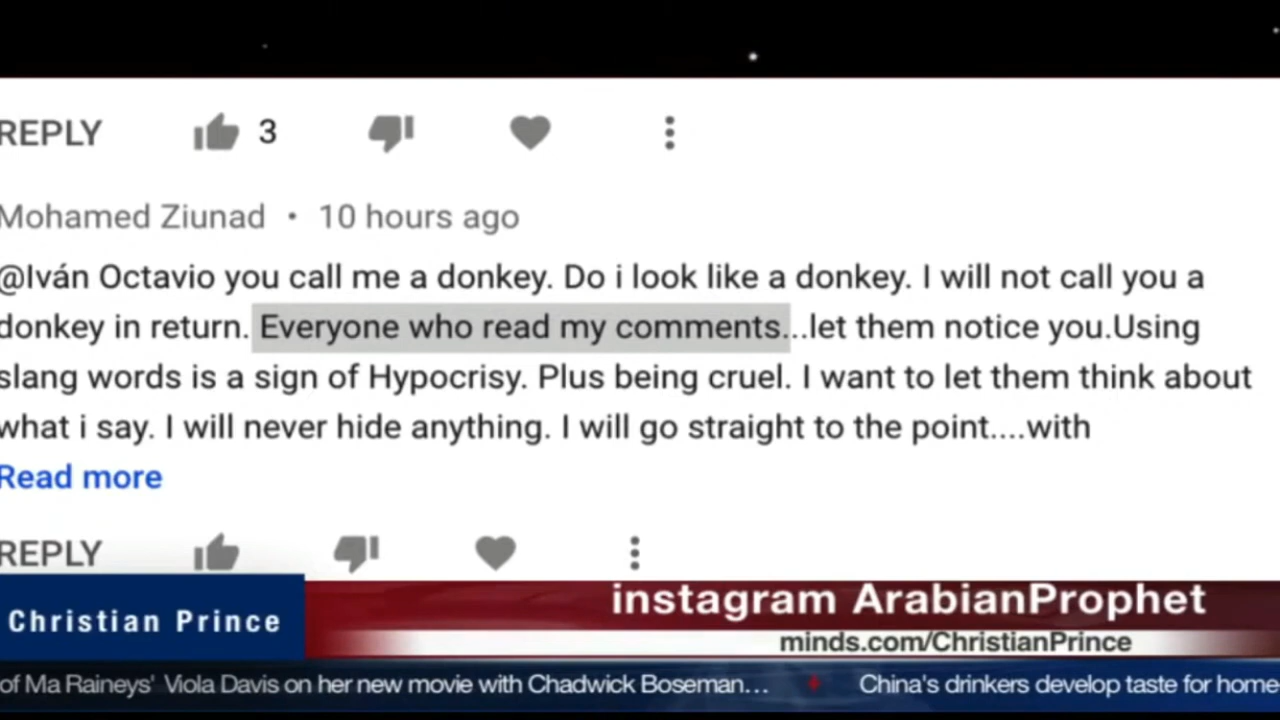 REPLY 3
Mohamed Ziunad • 10 hours ago
@Iván Octavio you call me a donkey. Do i look like a donkey. I will not call you a
donkey in return. Everyone who read my comments...let them notice you.Using
slang words is a sign of Hypocrisy. Plus being cruel. I want to let them think about
what i say. I will never hide anything. I will go straight to the point....with
Read more
REPLY
instagram ArabianProphet
Christian Prince
minds.com/ChristianPrince
of Ma Raineys' Viola Davis on her new movie with Chadwick Boseman... China's drinkers develop taste for home